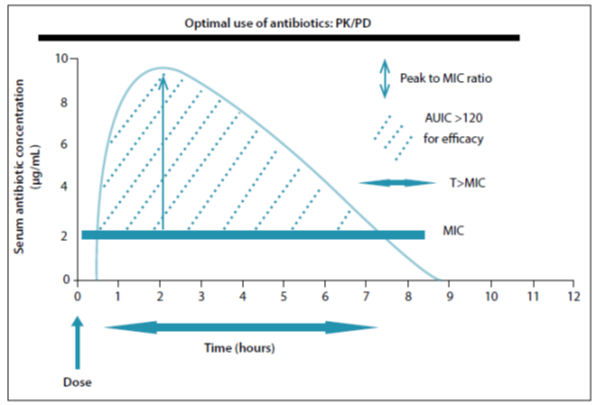 Optimal use of antibiotics: PK/PD
Serum antibiotic concentration
(µg/mL)
10
8
6
4
2
0
Peak to MIC ratio
AUIC >120
for efficacy
T>MIC
MIC
0 1 2 3 4 5 6 7 8 9 10 11 12
Time (hours)
Dose